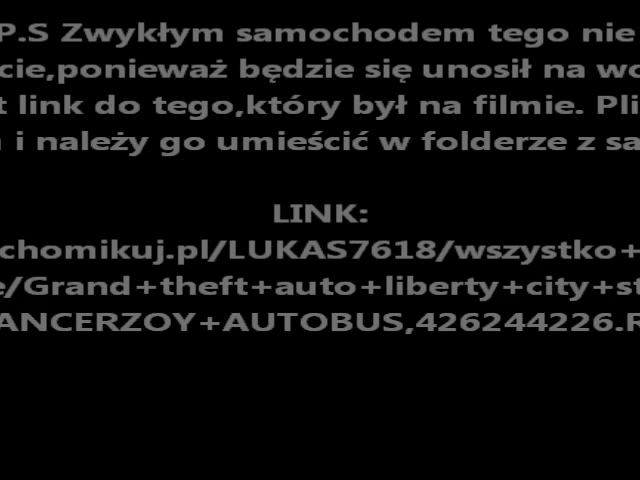 P.S Zwykłym samochodem tego nie
cie,ponieważ będzie się unosił na wo
t link do tego,który był na filmie. Pli
i należy go umieścić w folderze z sa
LINK:
chomikuj.pl/LUKAS7618/wszystko+
e/Grand+theft+auto+liberty+city+st
ANCERZOY+AUTOBUS,426244226.R